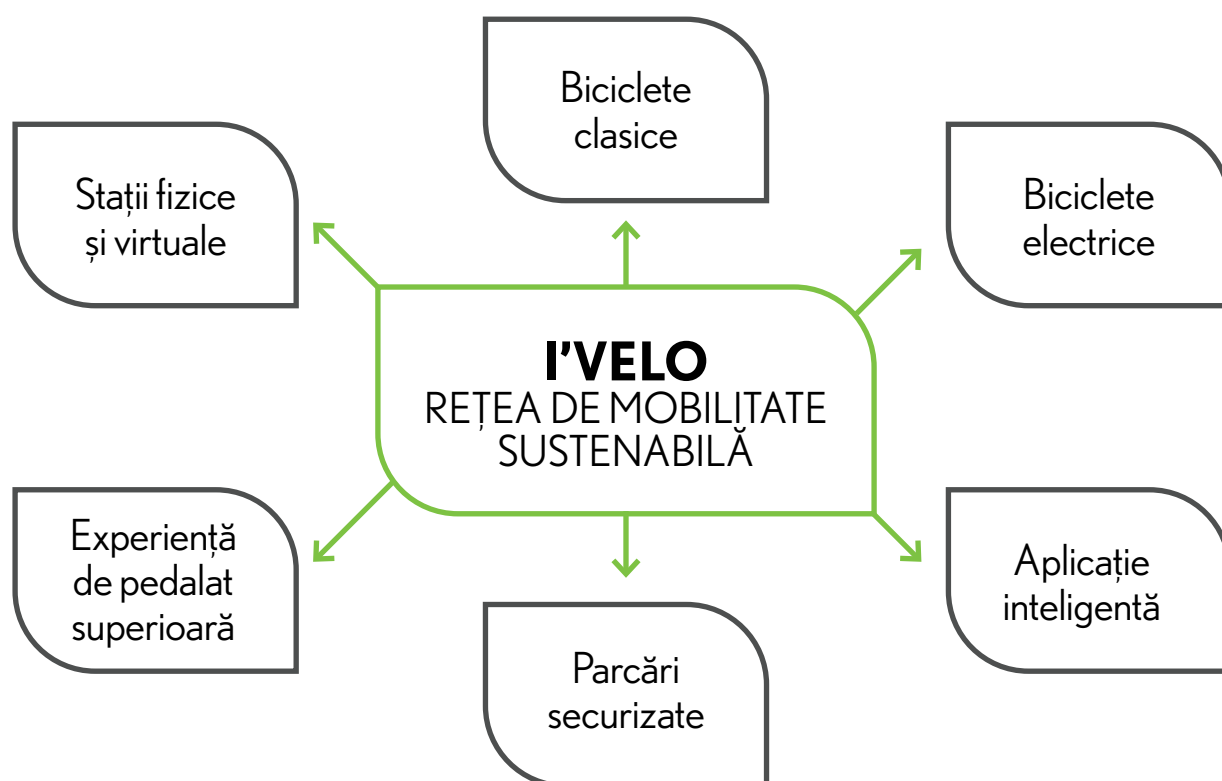 Biciclete
clasice
Stații fizice
și virtuale
Biciclete
electrice
I'VELO
REȚEA DE MOBILITATE
SUSTENABILĂ
Experiență
de pedalat
superioară
Aplicație
inteligentă
Parcări
securizate